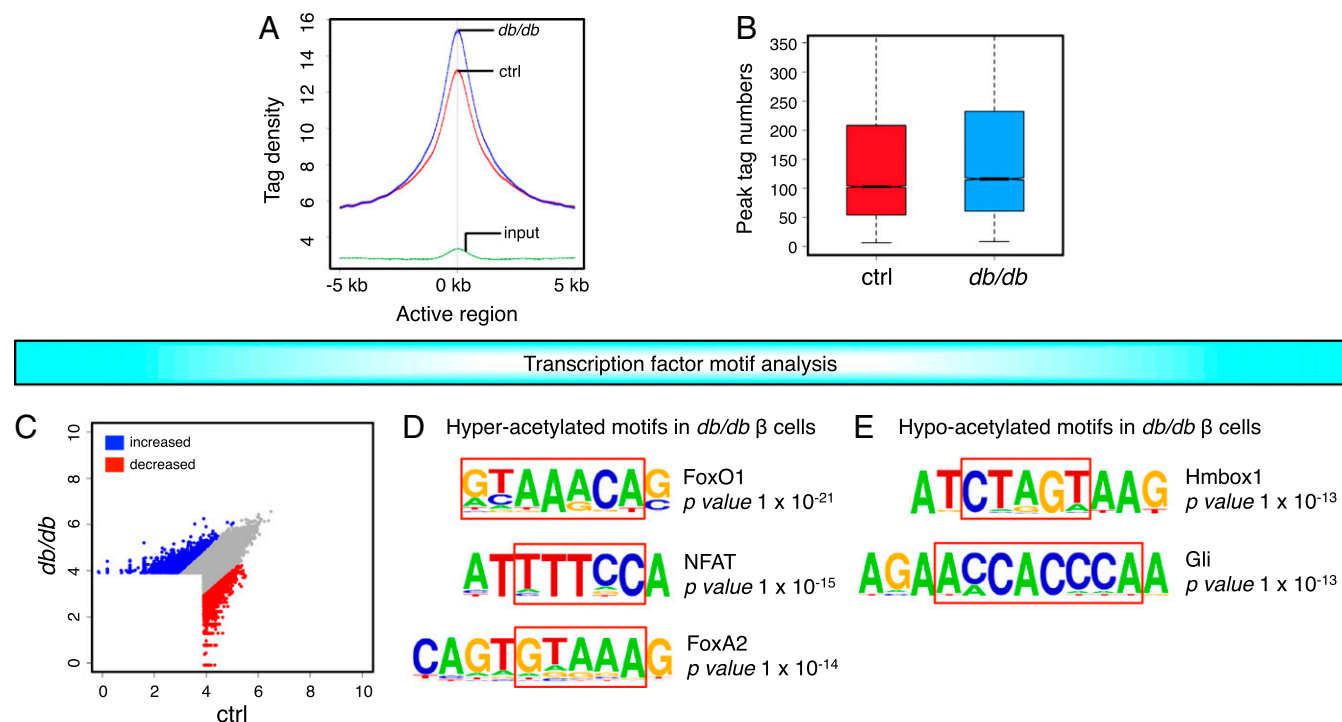 A
16
14
12
10
8
6
4
Tag density
db/db
ctrl
input
-5 kb
0 kb
5 kb
Active region
B
350
300
250
200
150
100
50
0
Peak tag numbers
ctrl
db/db
Transcription factor motif analysis
C
increased
decreased
10
8
6
4
2
0
db/db
0
2
4
6
8
10
ctrl
D
Hyper-acetylated motifs in db/db β cells
GTAAACAG
FoxO1
p value 1 x 10-21
ATTTTCCA
NFAT
p value 1 x 10-15
CAGTGTAAAG
FoxA2
p value 1 x 10-14
E
Hypo-acetylated motifs in db/db β cells
ATCTAGTAAG
Hmbox1
p value 1 x 10-13
AGAACCACCCAA
Gli
p value 1 x 10-13